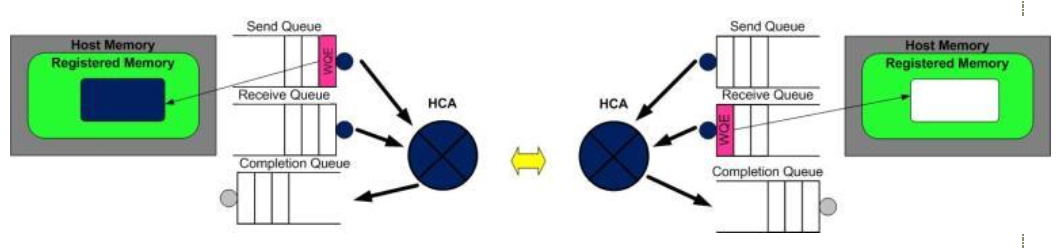 Send Queue
Host Memory
Registered Memory
WQE
Receive Queue
HCA
Completion Queue
Send Queue
Host Memory
Registered Memory
Receive Queue
HCA
WQE
Completion Queue